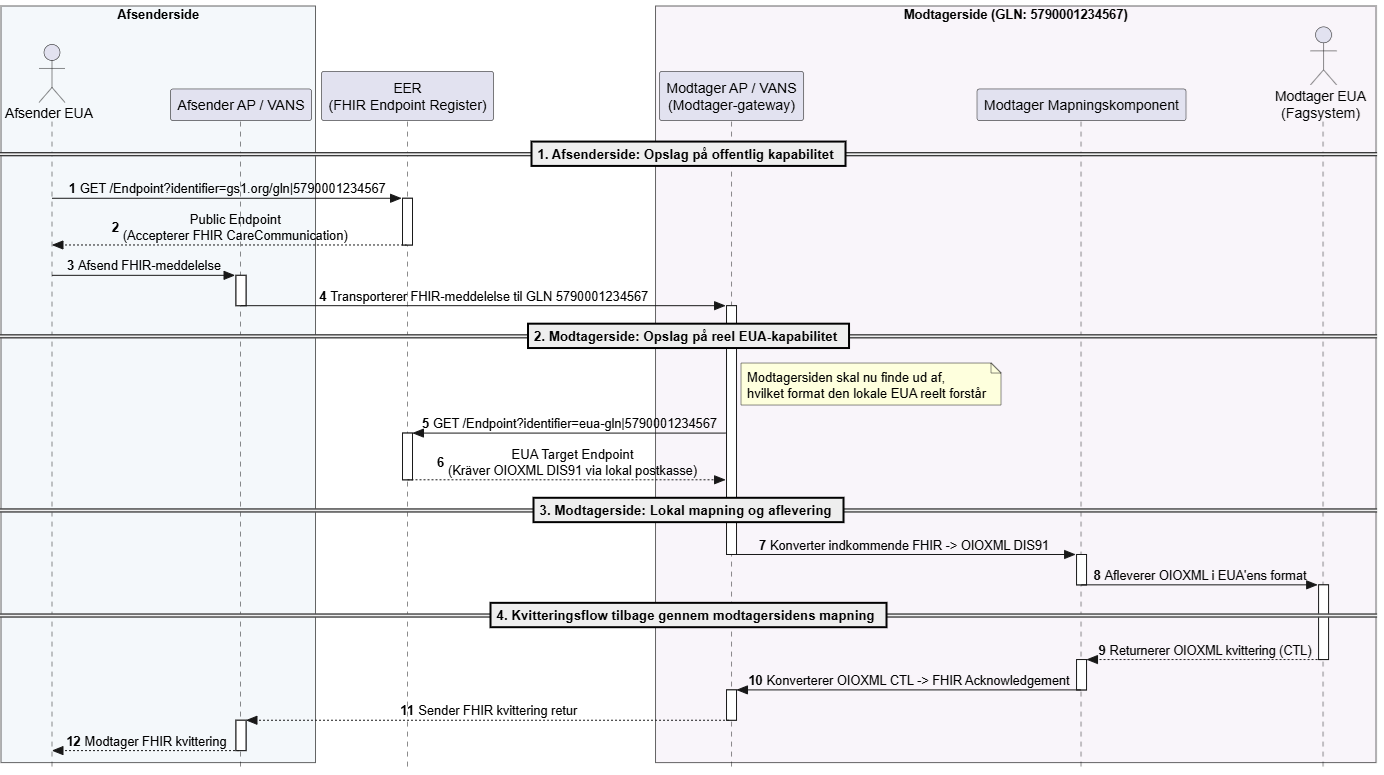 Afsenderside
Modtagerside (GLN: 5790001234567)
Afsender EUA
Afsender AP / VANS
EER
(FHIR Endpoint Register)
Modtager AP / VANS
(Modtager-gateway)
Modtager Mapningskomponent
Modtager EUA
(Fagsystem)
1. Afsenderside: Opslag på offentlig kapabilitet
1 GET /Endpoint?identifier=gs1.org/gln|5790001234567
2 Public Endpoint
(Accepterer FHIR CareCommunication)
3 Afsend FHIR-meddelelse
4 Transporterer FHIR-meddelelse til GLN 5790001234567
2. Modtagerside: Opslag på reel EUA-kapabilitet
Modtagersiden skal nu finde ud af,
hvilket format den lokale EUA reelt forstår
5 GET /Endpoint?identifier=eua-gln|5790001234567
6 EUA Target Endpoint
(Kräver OIOXML DIS91 via lokal postkasse)
3. Modtagerside: Lokal mapning og aflevering
7 Konverter indkommende FHIR -> OIOXML DIS91
8 Afleverer OIOXML i EUA'ens format
4. Kvitteringsflow tilbage gennem modtagersidens mapning
9 Returnerer OIOXML kvittering (CTL)
10 Konverterer OIOXML CTL -> FHIR Acknowledgement
11 Sender FHIR kvittering retur
12 Modtager FHIR kvittering